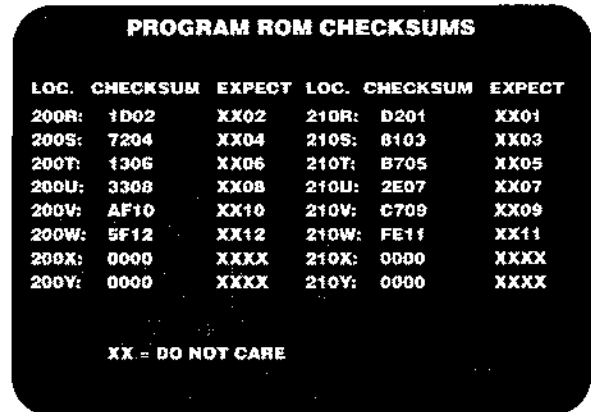 PROGRAM ROM CHECKSUMS
LOC. CHECKSUM EXPECT LOC. CHECKSUM EXPECT
200R: 1D02 XX02 210R: D201 XX01
200S: 7204 XX04 210S: 8103 XX03
200T: 1306 XX06 210T: B705 XX05
200U: 3308 XX08 210U: 2E07 XX07
200V: AF10 XX10 210V: C709 XX09
200W: 5F12 XX12 210W: FE11 XX11
200X: 0000 XXXX 210X: 0000 XXXX
200Y: 0000 XXXX 210Y: 0000 XXXX
XX = DO NOT CARE